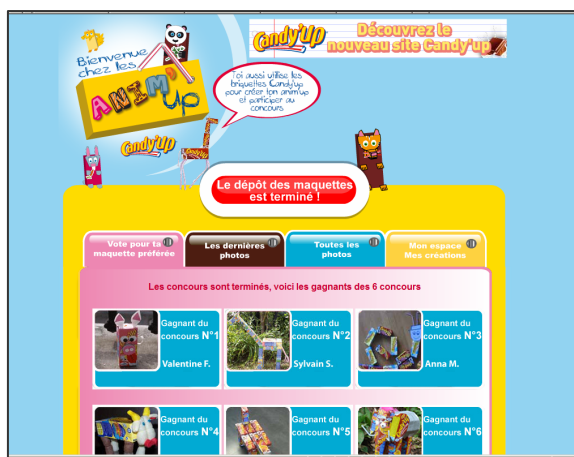 Candy'Up
Découvrez le
nouveau site Candy'up
Bienvenue
chez les
ANIM'
up
Toi aussi utilise les
briquettes Candy'up
pour créer ton anim'up
et participer au
concours
Candy'Up
Le dépôt des maquettes
est terminé !
Vote pour ta
maquette préférée
Les dernières
photos
Toutes les
photos
Mon espace
Mes créations
Les concours sont terminés, voici les gagnants des 6 concours
Gagnant du
concours N°1
Valentine F.
Gagnant du
concours N°2
Sylvain S.
Gagnant du
concours N°3
Anna M.
Gagnant du
concours N°4
Gagnant du
concours N°5
Gagnant du
concours N°6